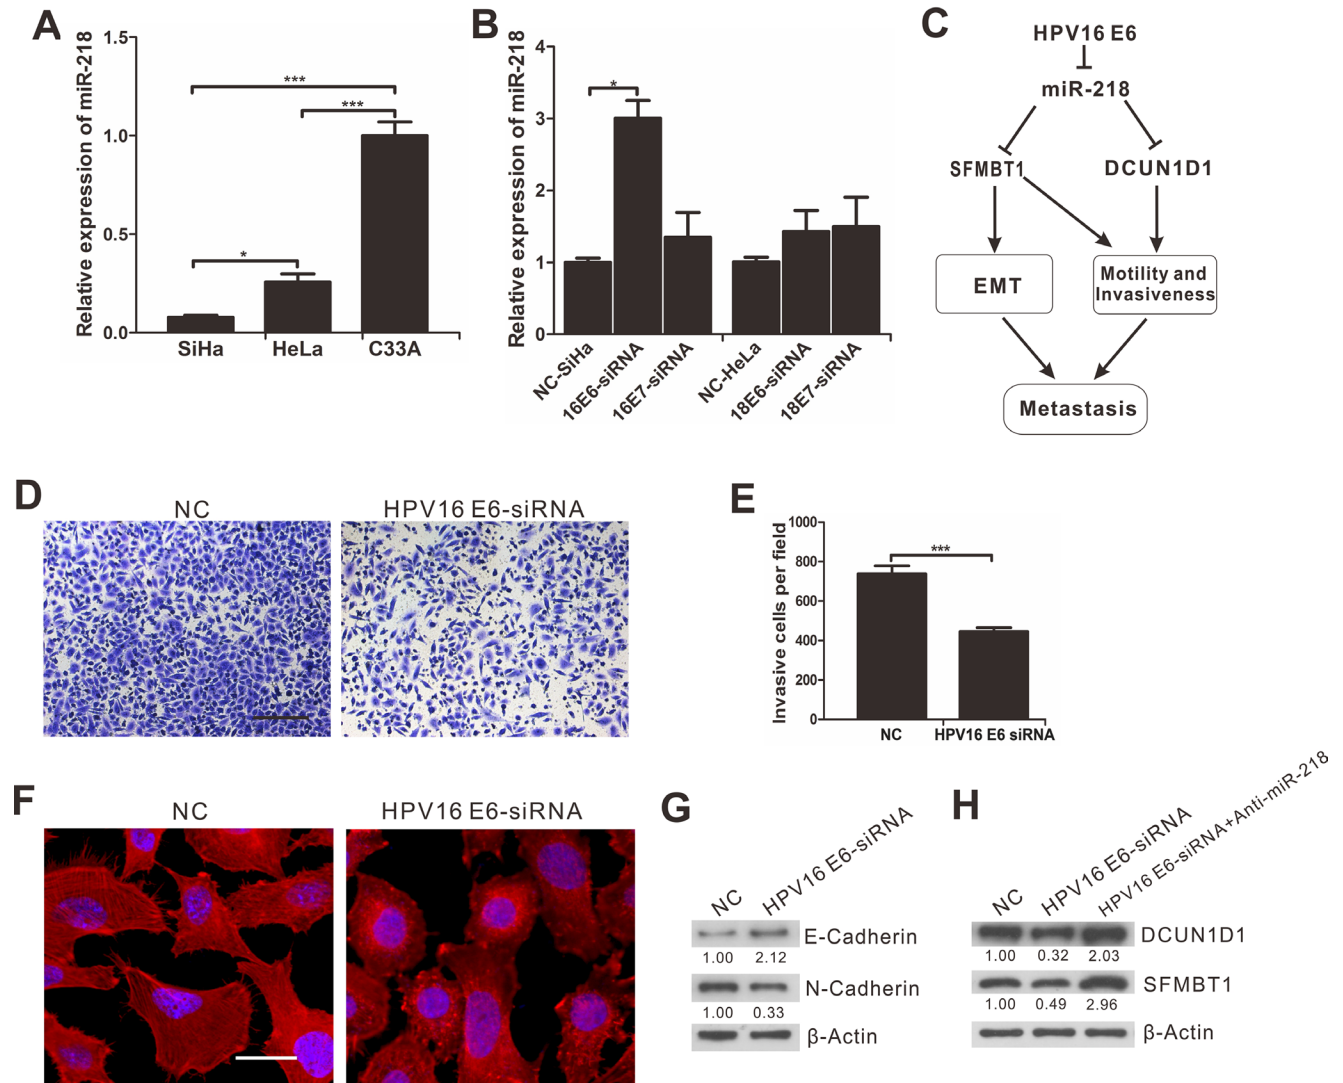 A
Relative expression of miR-218
1.5
1.0
0.5
0.0
***
***
*
SiHa
HeLa
C33A
B
Relative expression of miR-218
4
3
2
1
0
*
NC-SiHa
16E6-siRNA
16E7-siRNA
NC-HeLa
18E6-siRNA
18E7-siRNA
C
HPV16 E6
miR-218
SFMBT1
DCUN1D1
EMT
Motility and
Invasiveness
Metastasis
D
NC
HPV16 E6-siRNA
E
Invasive cells per field
1000
800
600
400
200
0
***
NC
HPV16 E6 siRNA
F
NC
HPV16 E6-siRNA
G
NC
HPV16 E6-siRNA
E-Cadherin
1.00 2.12
N-Cadherin
1.00 0.33
β-Actin
H
NC
HPV16 E6-siRNA
HPV16 E6-siRNA+Anti-miR-218
DCUN1D1
1.00 0.32 2.03
SFMBT1
1.00 0.49 2.96
β-Actin